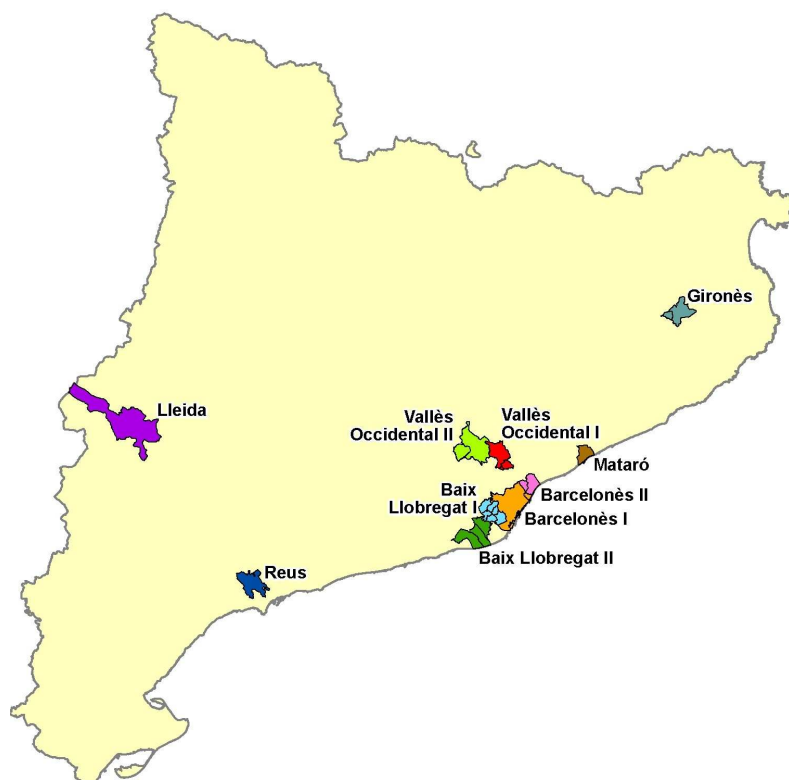 Gironès
Lleida
Vallès
Occidental II
Vallès
Occidental I
Mataró
Baix
Llobregat I
Barcelonès II
Barcelonès I
Baix Llobregat II
Reus